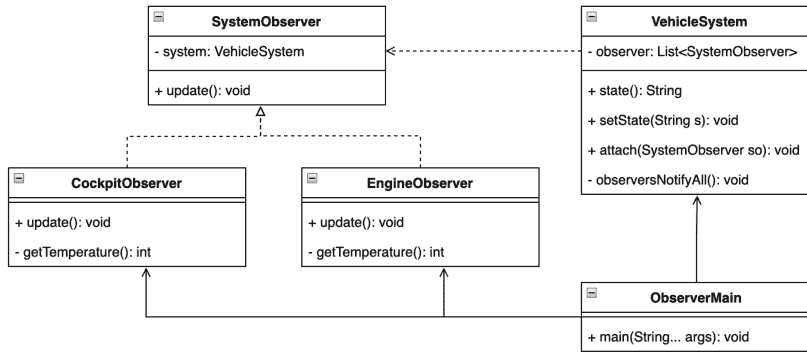 SystemObserver
- system: VehicleSystem
+ update(): void
VehicleSystem
- observer: List<SystemObserver>
+ state(): String
+ setState(String s): void
+ attach(SystemObserver so): void
- observersNotifyAll(): void
CockpitObserver
+ update(): void
- getTemperature(): int
EngineObserver
+ update(): void
- getTemperature(): int
ObserverMain
+ main(String... args): void